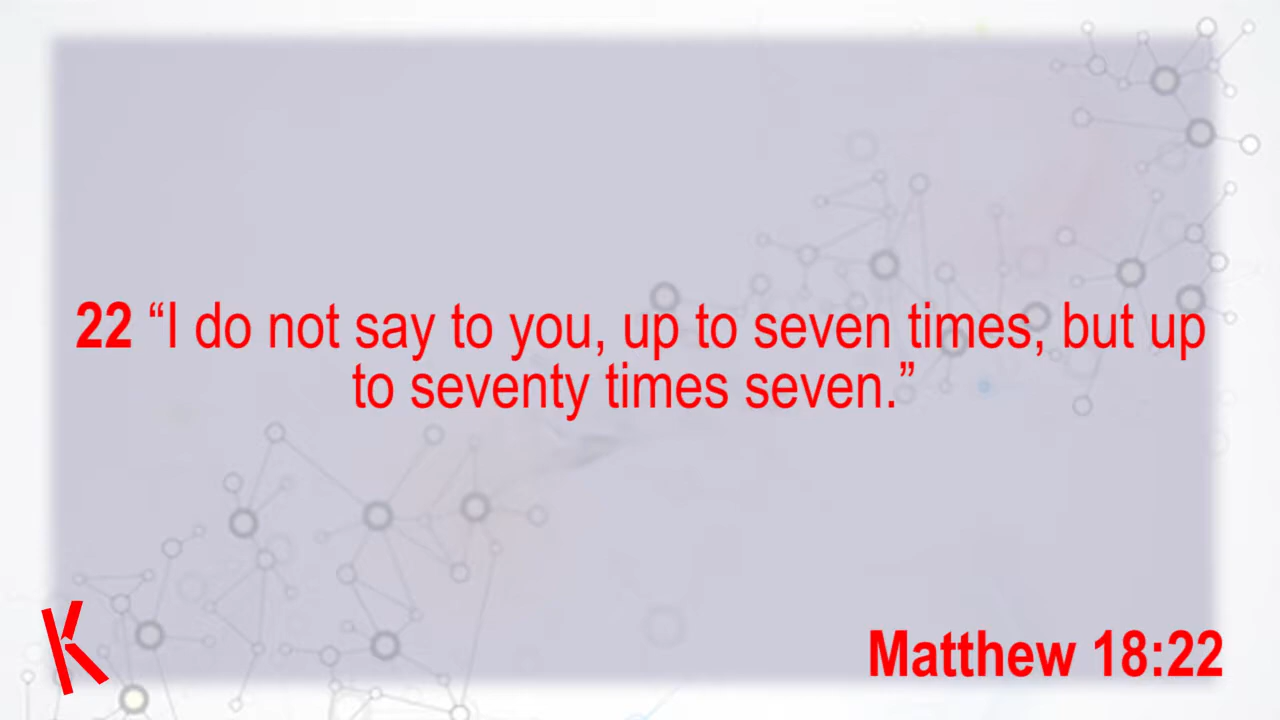 22 “I do not say to you, up to seven times, but up
to seventy times seven.”
K
Matthew 18:22